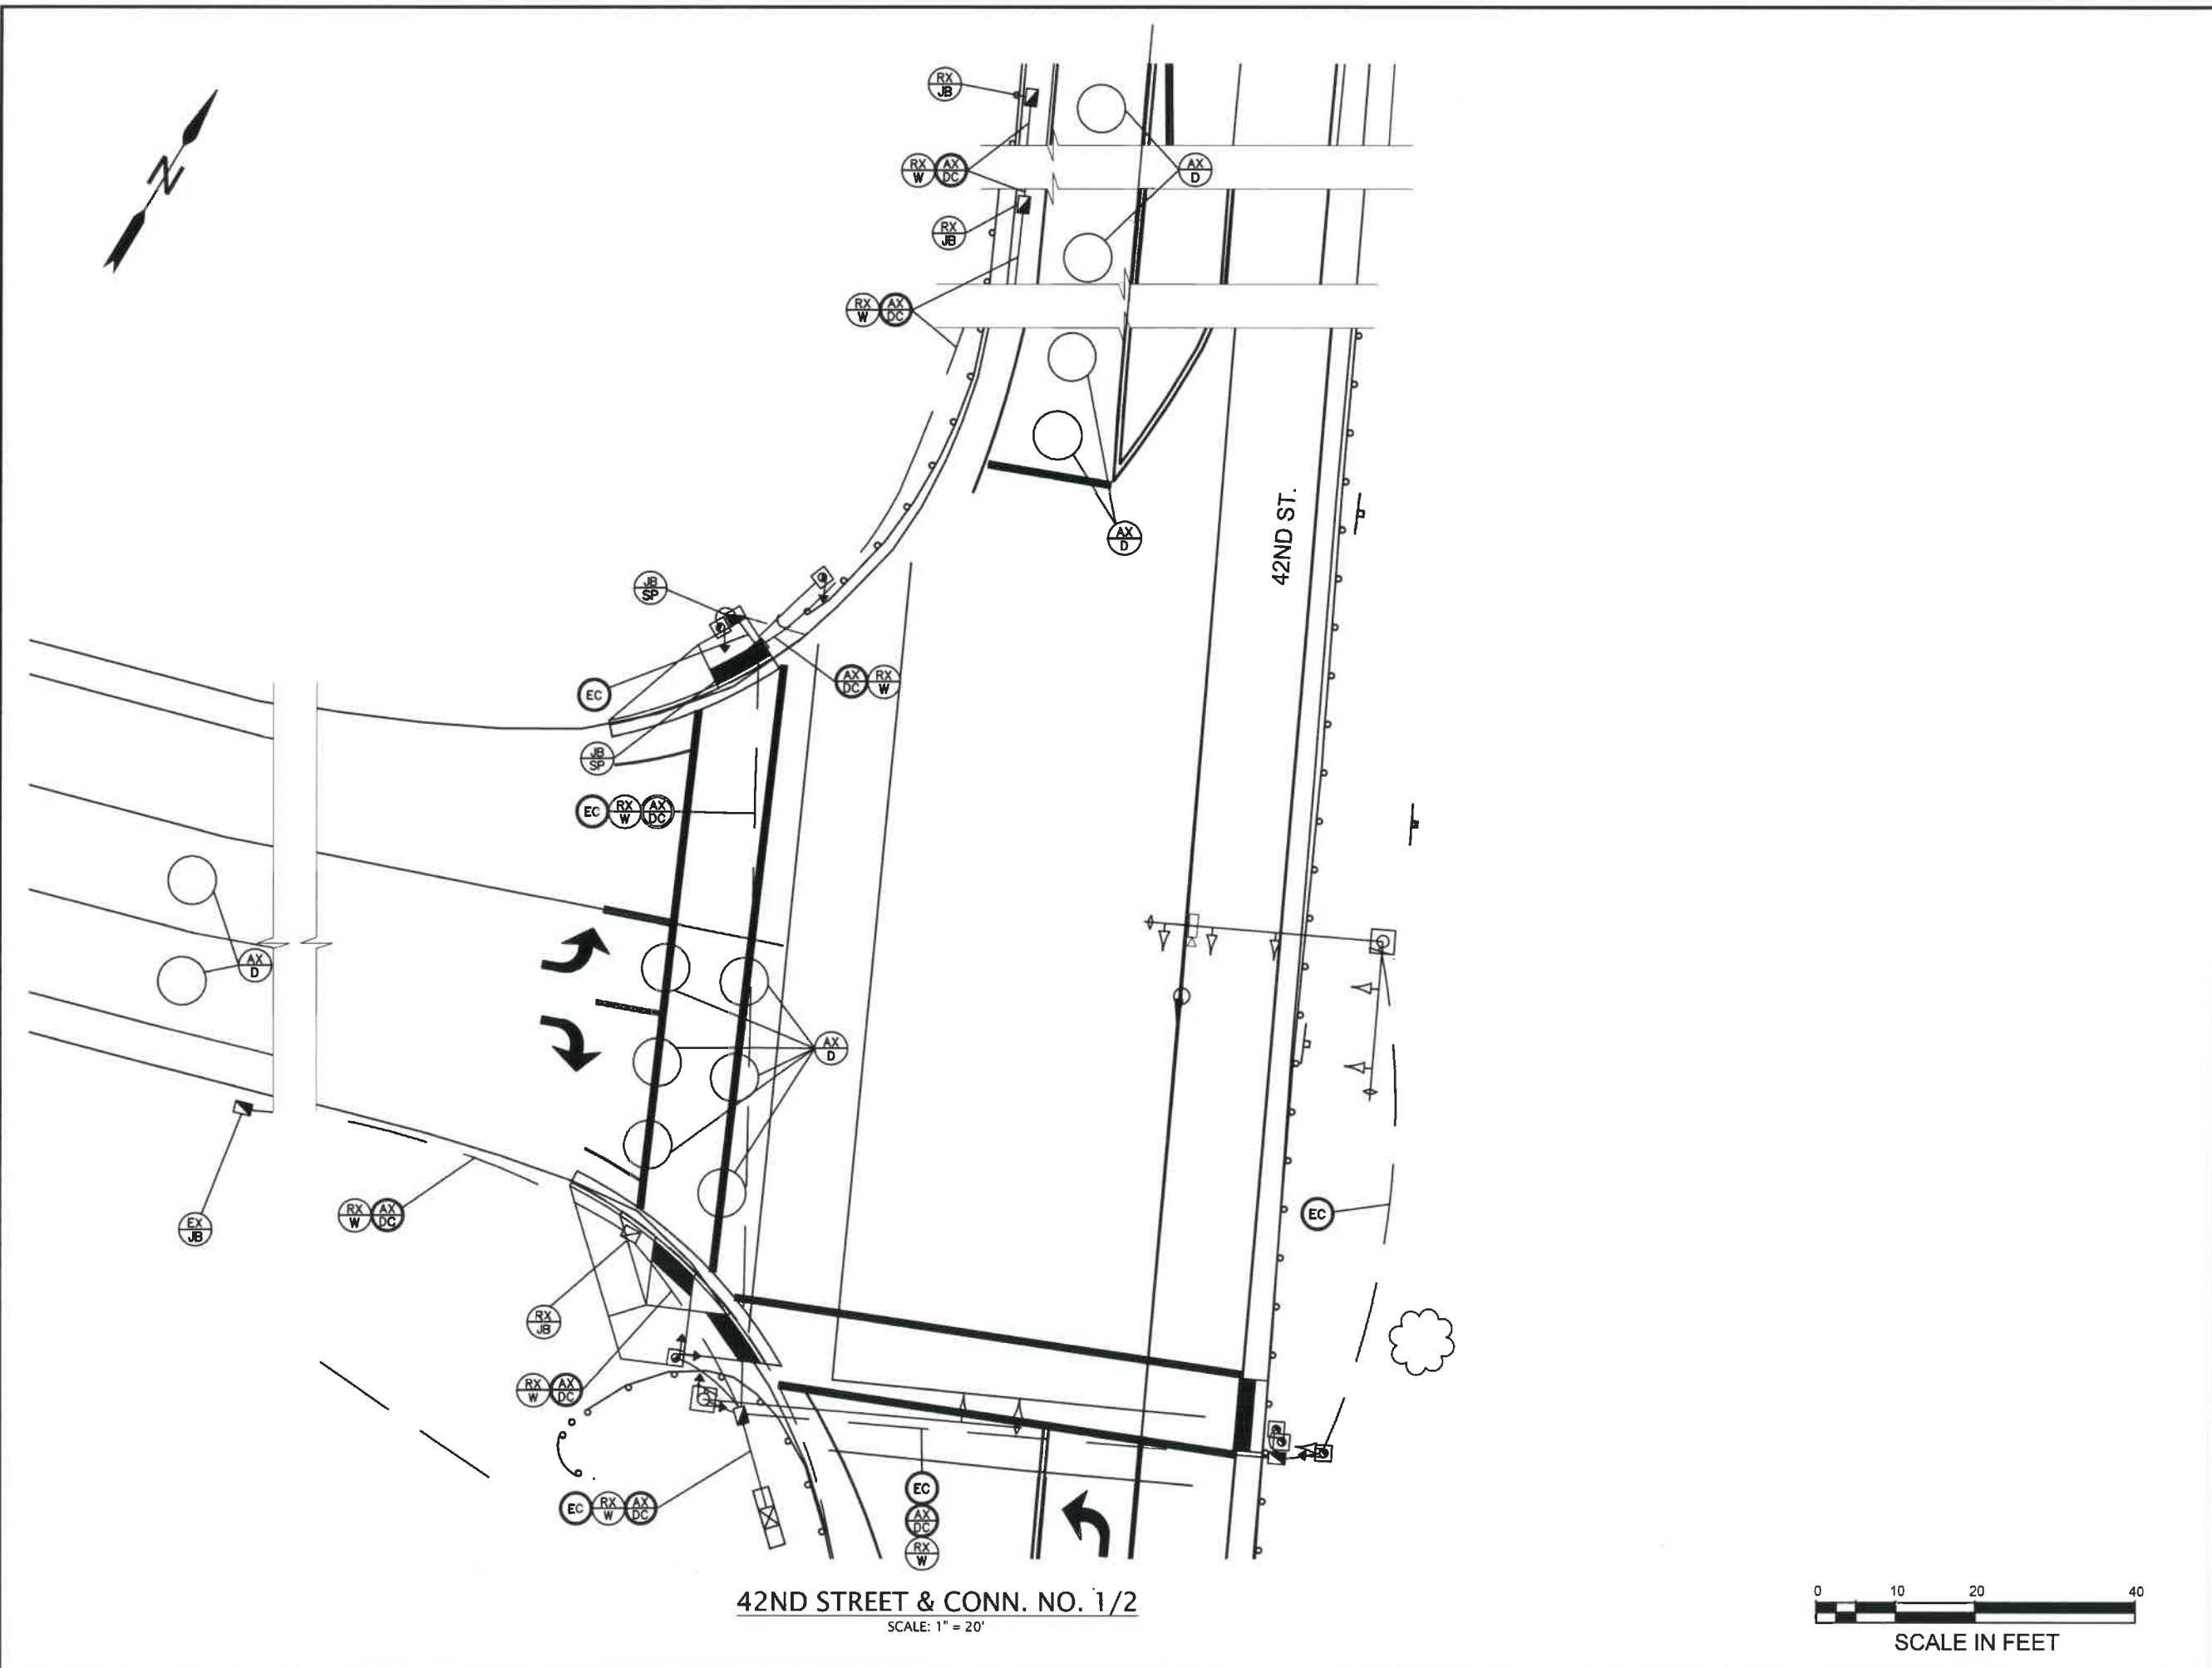 N
RX
JB
RX
W
AX
DC
AX
D
RX
JB
RX
W
AX
DC
AX
D
42ND ST.
JB
SP
EC
AX
DC
RX
W
JB
SP
EC
RX
W
AX
DC
AX
D
AX
D
EX
JB
RX
W
AX
DC
EC
RX
JB
RX
W
AX
DC
EC
RX
W
AX
DC
EC
AX
DC
RX
W
42ND STREET & CONN. NO. 1/2
SCALE: 1" = 20'
0 10 20 40
SCALE IN FEET